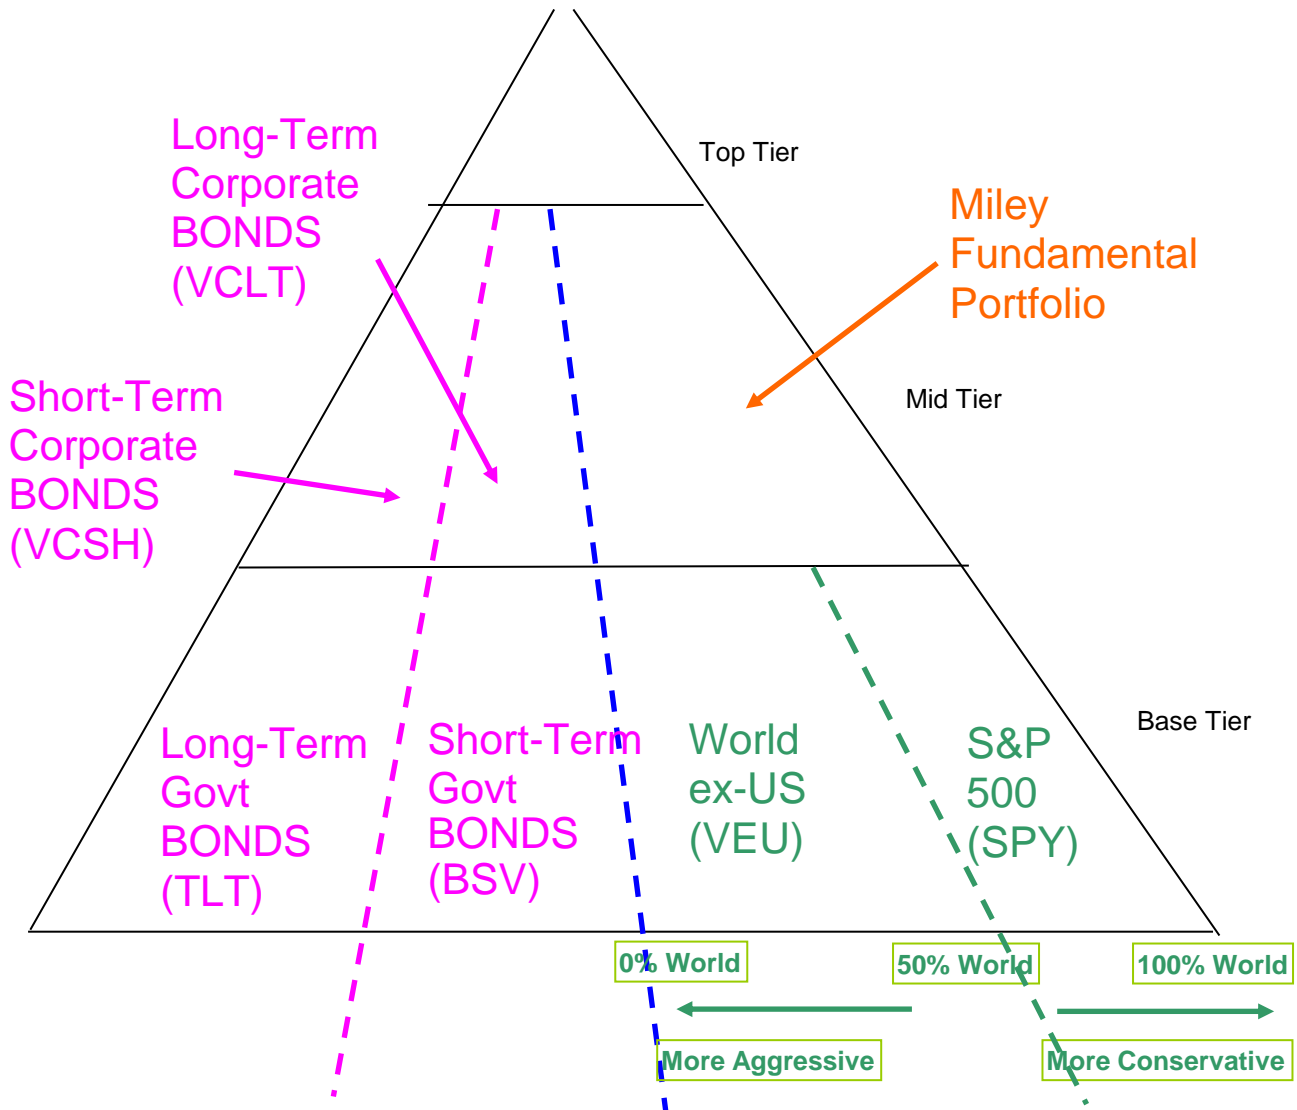 Long-Term
Corporate
BONDS
(VCLT)
Top Tier
Miley
Fundamental
Portfolio
Short-Term
Corporate
BONDS
(VCSH)
Mid Tier
Base Tier
Long-Term
Govt
BONDS
(TLT)
Short-Term
Govt
BONDS
(BSV)
World
ex-US
(VEU)
S&P
500
(SPY)
0% World
50% World
100% World
More Aggressive
More Conservative